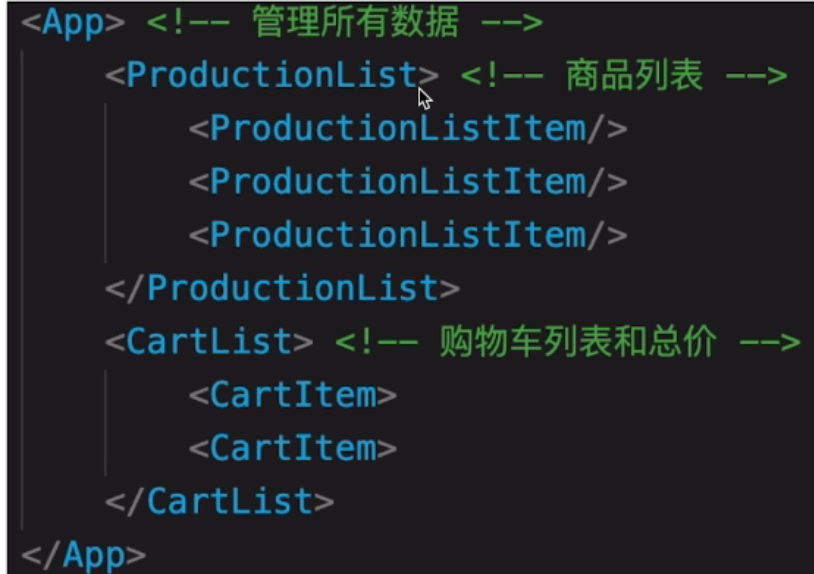 <App> <!-- 管理所有数据 -->
<ProductionList> <!-- 商品列表 -->
<ProductionListItem/>
<ProductionListItem/>
<ProductionListItem/>
</ProductionList>
<CartList> <!-- 购物车列表和总价 -->
<CartItem>
<CartItem>
</CartList>
</App>